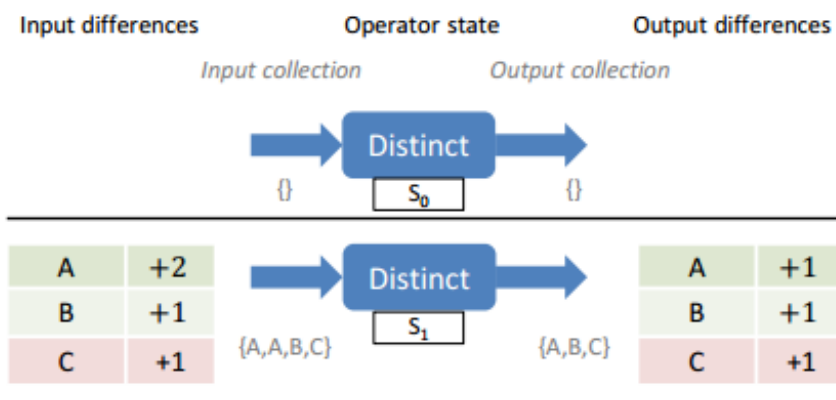 Input differences Operator state Output differences
Input collection Output collection
Distinct
{} S₀ {}
A +2 Distinct A +1
B +1 B +1
{A,A,B,C} S₁ {A,B,C}
C +1 C +1